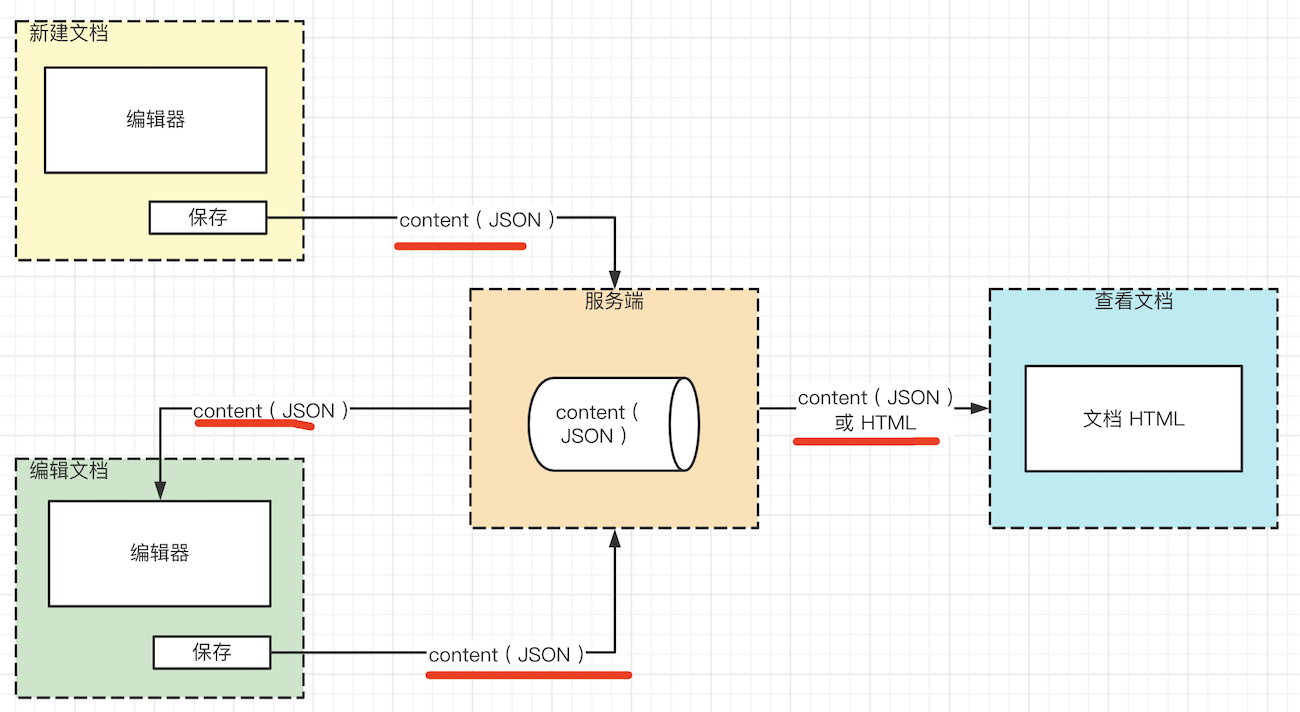 新建文档
编辑器
保存
content（JSON）
服务端
content（
JSON）
content（JSON）
或 HTML
查看文档
文档 HTML
content（JSON）
编辑文档
编辑器
保存
content（JSON）